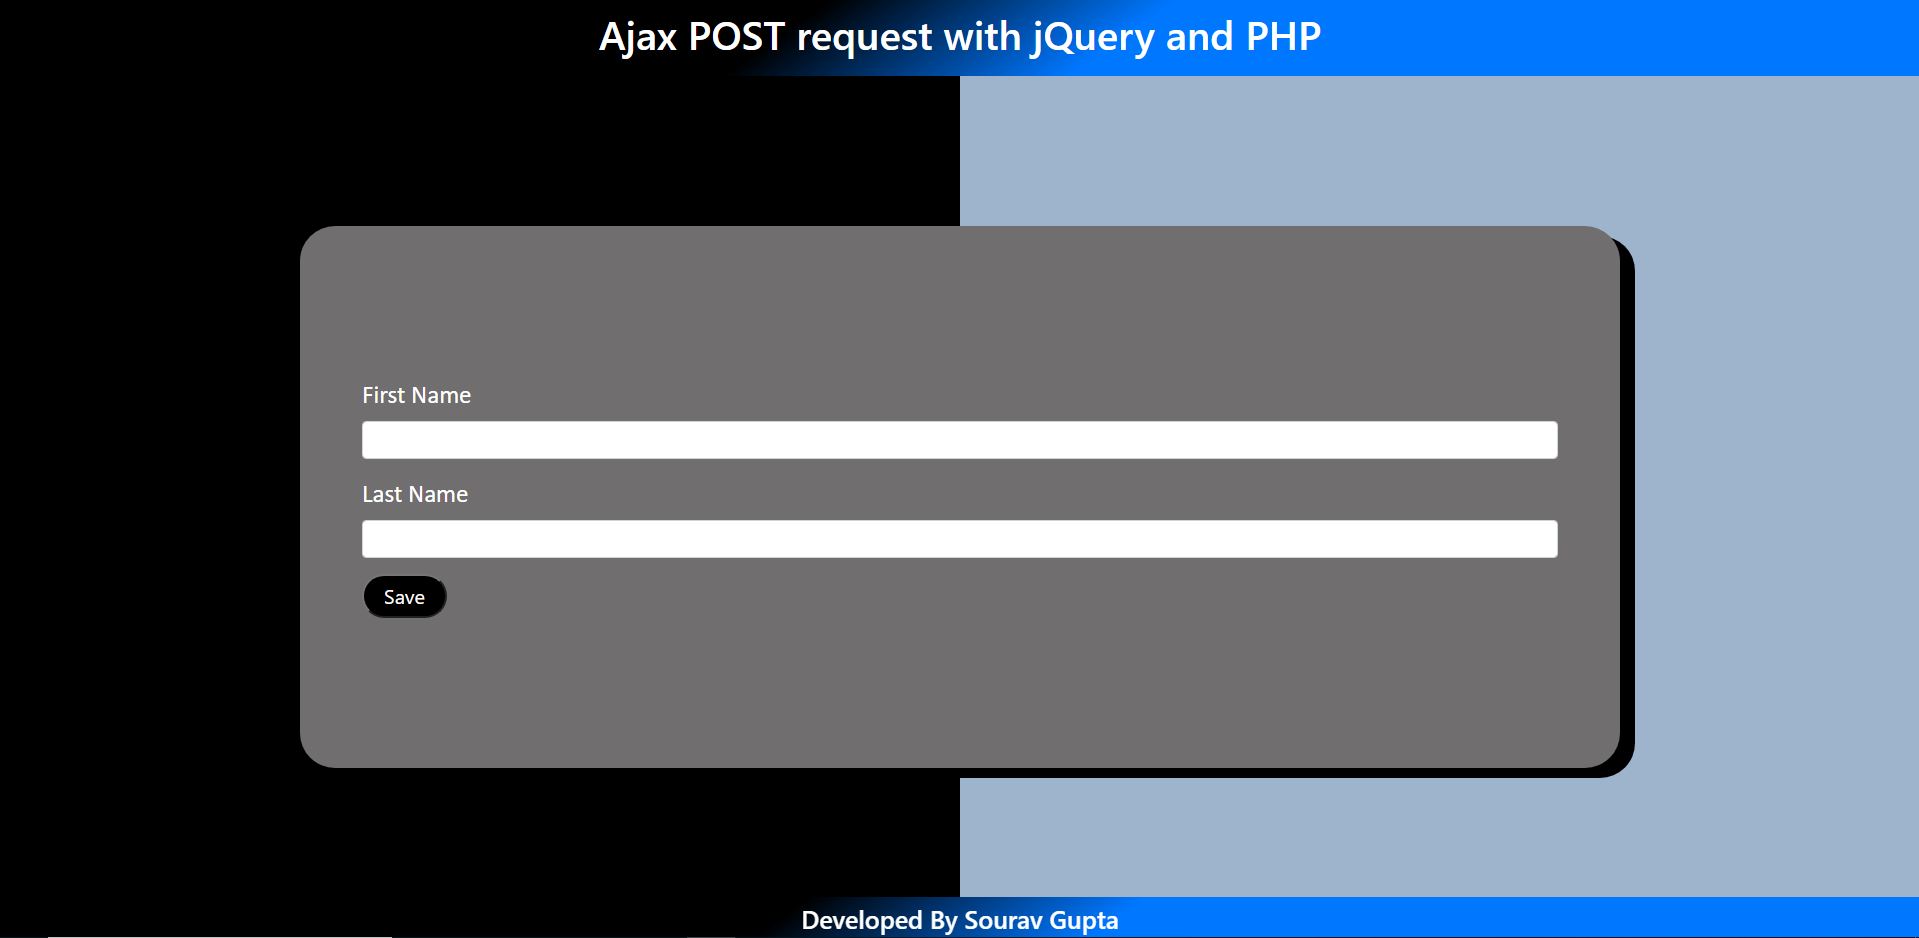 Ajax POST request with jQuery and PHP
First Name
Last Name
Save
Developed By Sourav Gupta